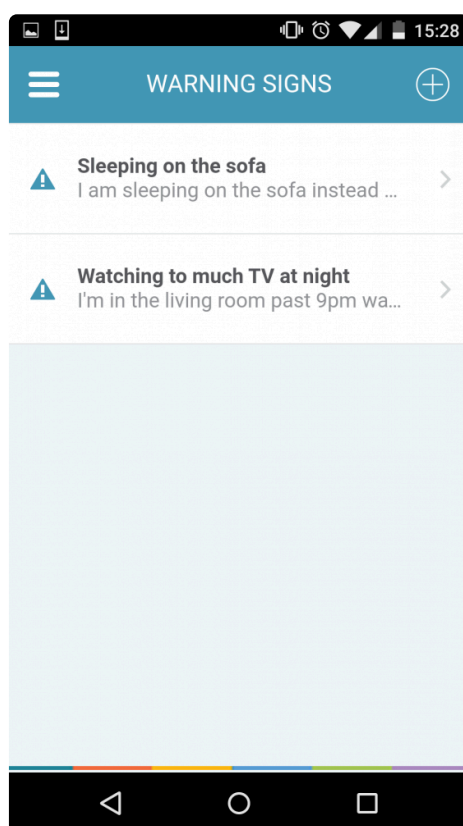 15:28
WARNING SIGNS
Sleeping on the sofa
I am sleeping on the sofa instead ...
Watching to much TV at night
I'm in the living room past 9pm wa...